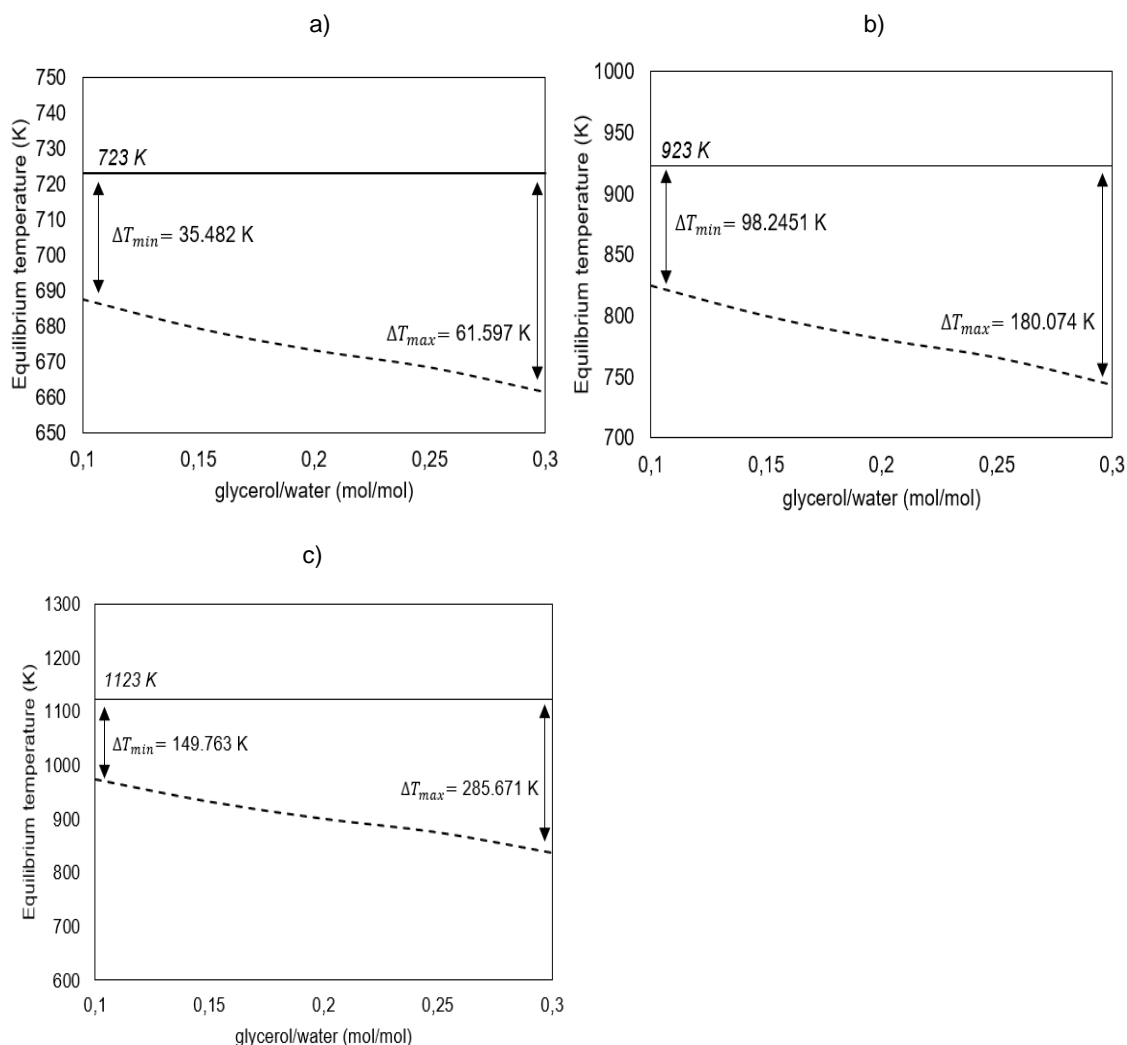 a)
Equilibrium temperature (K)
750
740
730
720
710
700
690
680
670
660
650
723 K
ΔTmin= 35.482 K
ΔTmax= 61.597 K
0,1 0,15 0,2 0,25 0,3
glycerol/water (mol/mol)
b)
Equilibrium temperature (K)
1000
950
900
850
800
750
700
923 K
ΔTmin= 98.2451 K
ΔTmax= 180.074 K
0,1 0,15 0,2 0,25 0,3
glycerol/water (mol/mol)
c)
Equilibrium temperature (K)
1300
1200
1100
1000
900
800
700
600
1123 K
ΔTmin= 149.763 K
ΔTmax= 285.671 K
0,1 0,15 0,2 0,25 0,3
glycerol/water (mol/mol)